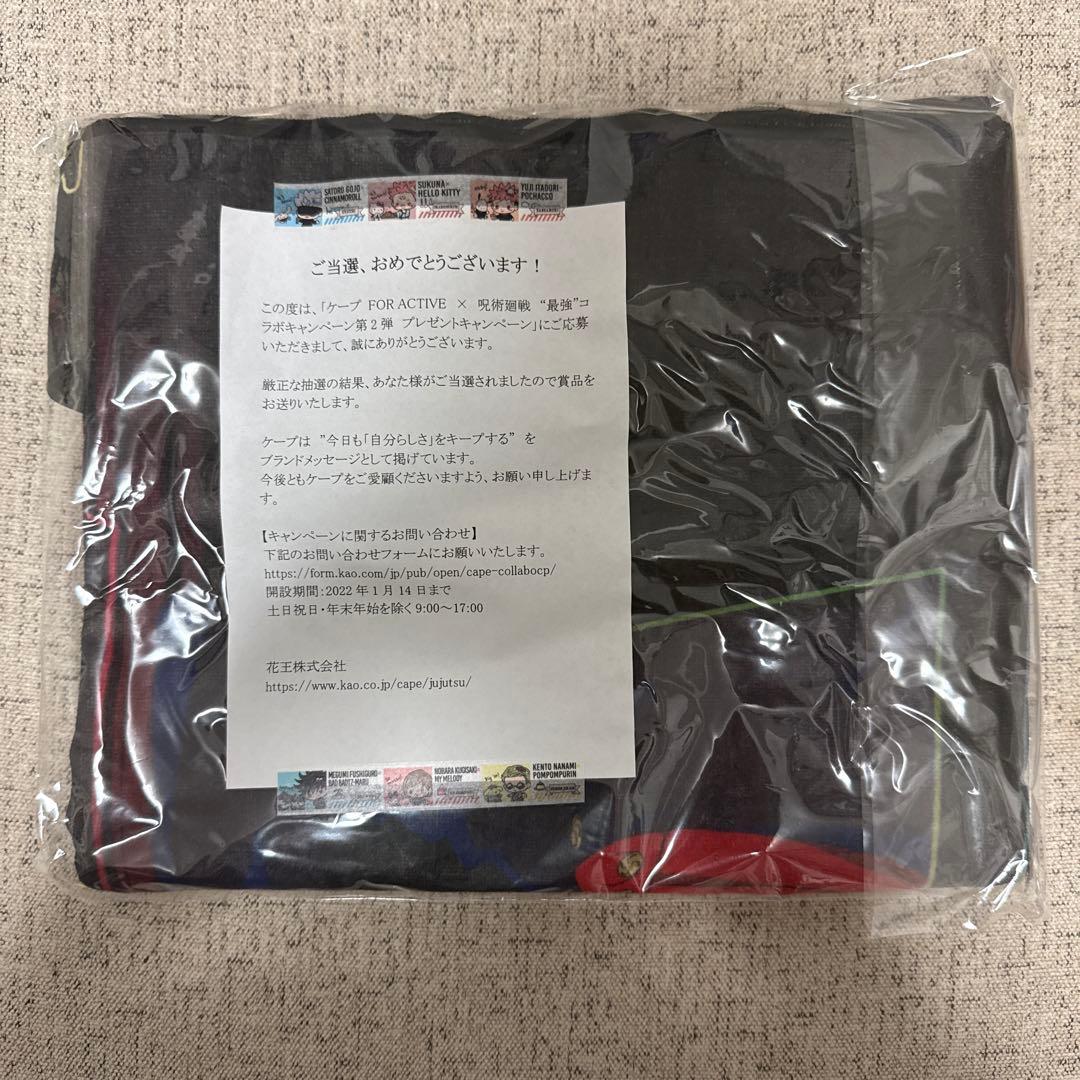 SATORU GOJO×
CINNAMOROLL
SUKUNA×
HELLO KITTY
YUJI ITADORI×
POCHACCO
ご当選、おめでとうございます！
この度は、「ケープ FOR ACTIVE × 呪術廻戦 “最強”コ
ラボキャンペーン第2弾 プレゼントキャンペーン」にご応募
いただきまして、誠にありがとうございます。
厳正な抽選の結果、あなた様がご当選されましたので賞品を
お送りいたします。
ケープは ”今日も「自分らしさ」をキープする” を
ブランドメッセージとして掲げています。
今後ともケープをご愛顧くださいますよう、お願い申し上げま
す。
【キャンペーンに関するお問い合わせ】
下記のお問い合わせフォームにお願いいたします。
https://form.kao.com/jp/pub/open/cape-collabocp/
開設期間：2022年1月14日まで
土日祝日・年末年始を除く 9:00～17:00
花王株式会社
https://www.kao.co.jp/cape/jujutsu/
MEGUMI FUSHIGURO×
BAD BADTZ-MARU
NOBARA KUGISAKI×
MY MELODY
KENTO NANAMI×
POMPOMPURIN